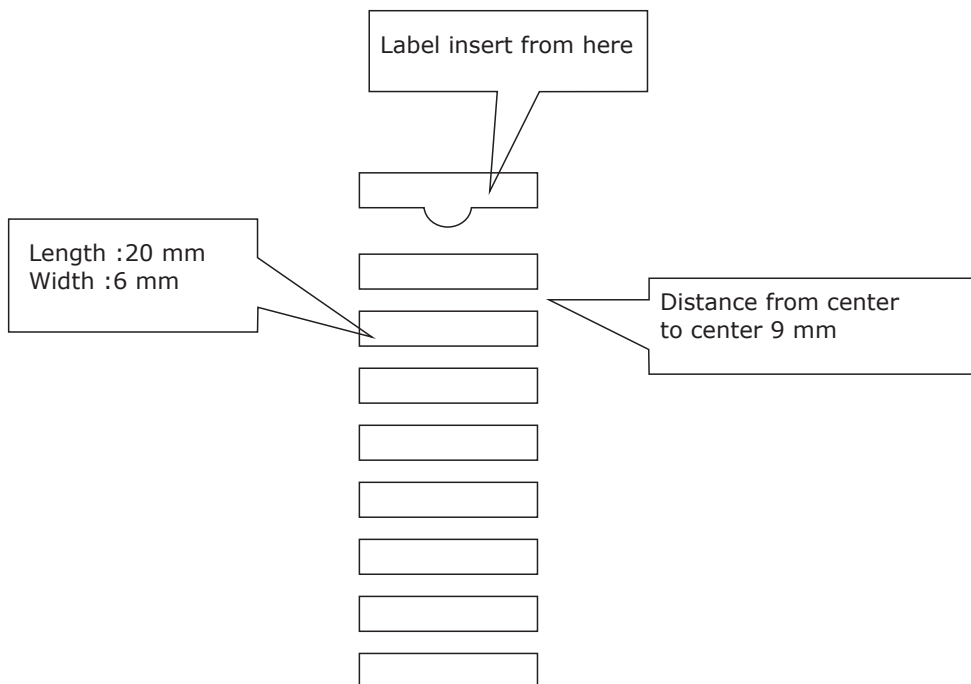 Label insert from here
Length :20 mm
Width :6 mm
Distance from center
to center 9 mm